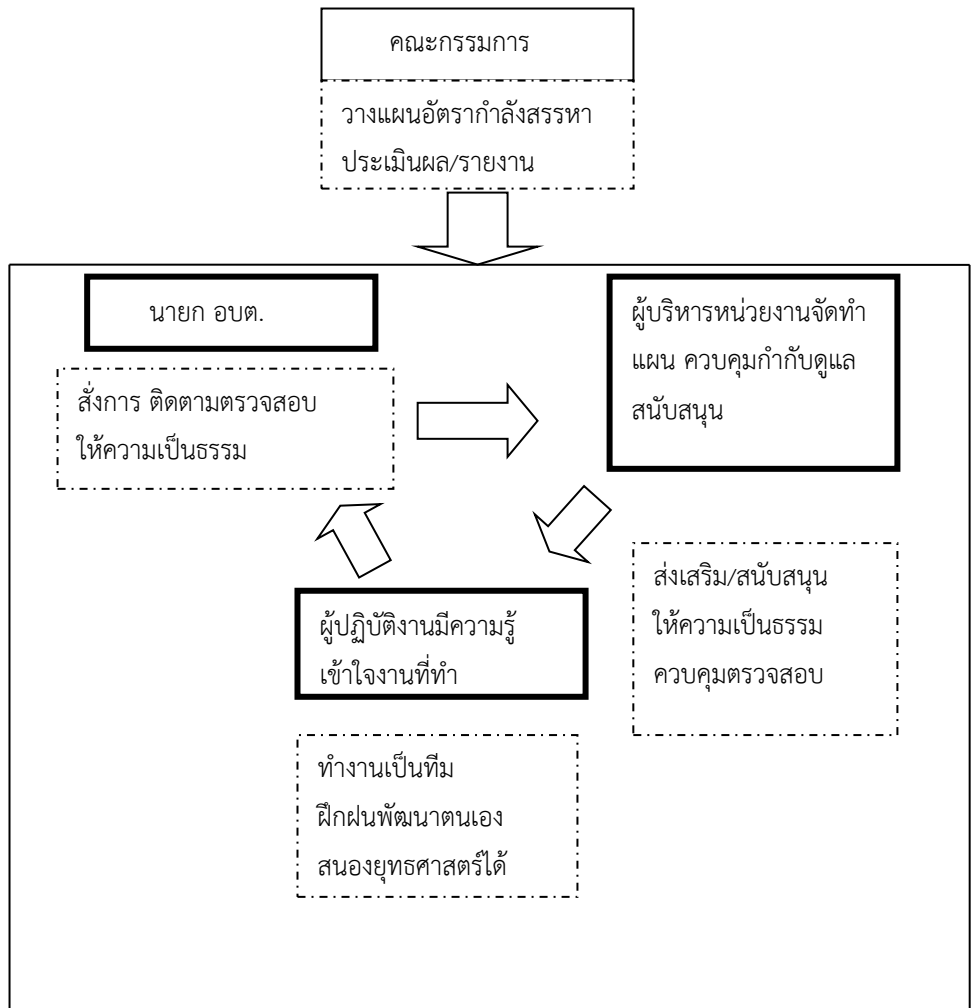 คณะกรรมการ
วางแผนอัตรากำลังสรรหา
ประเมินผล/รายงาน
นายก อบต.
สั่งการ ติดตามตรวจสอบ
ให้ความเป็นธรรม
ผู้บริหารหน่วยงานจัดทำ
แผน ควบคุมกำกับดูแล
สนับสนุน
ส่งเสริม/สนับสนุน
ให้ความเป็นธรรม
ควบคุมตรวจสอบ
ผู้ปฏิบัติงานมีความรู้
เข้าใจงานที่ทำ
ทำงานเป็นทีม
ฝึกฝนพัฒนาตนเอง
สนองยุทธศาสตร์ได้